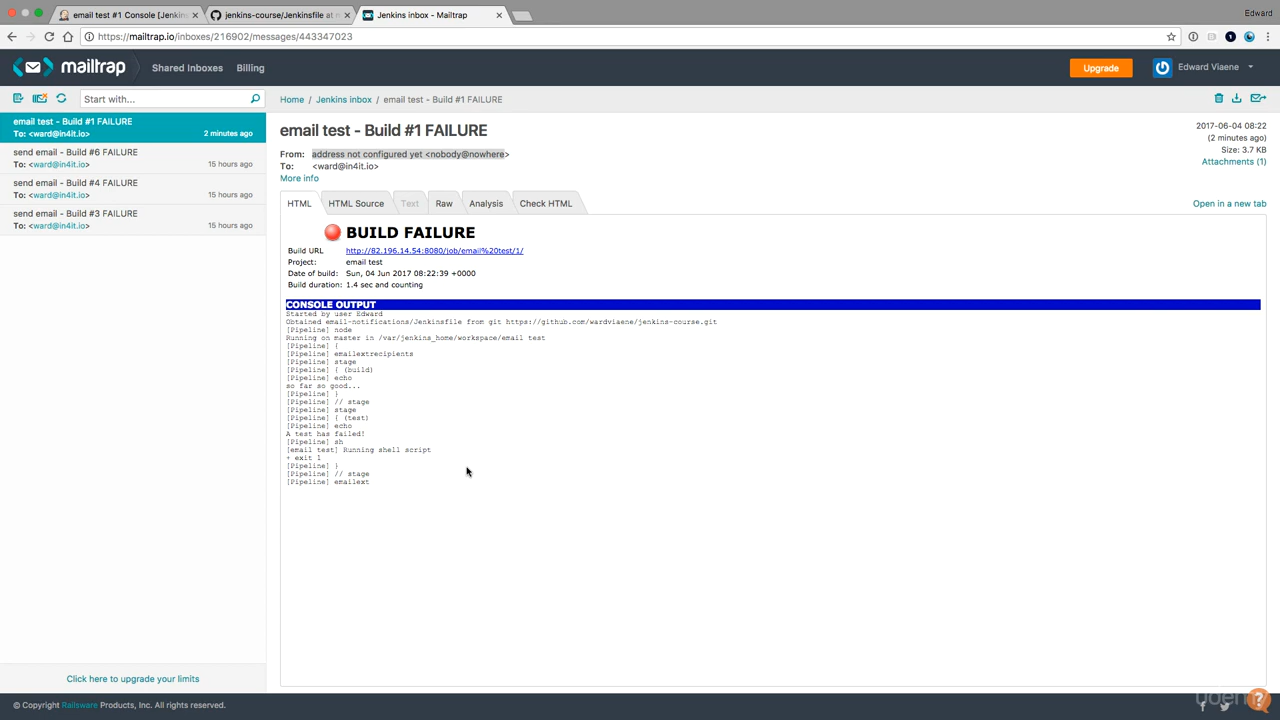 email test #1 Console [Jenkins
jenkins-course/Jenkinsfile at
Jenkins inbox - Mailtrap
Edward
https://mailtrap.io/inboxes/216902/messages/443347023
mailtrap
Shared Inboxes
Billing
Upgrade
Edward Viaene
Start with...
Home / Jenkins inbox / email test - Build #1 FAILURE
email test - Build #1 FAILURE
To: <ward@in4it.io>
2 minutes ago
send email - Build #6 FAILURE
To: <ward@in4it.io>
15 hours ago
send email - Build #4 FAILURE
To: <ward@in4it.io>
15 hours ago
send email - Build #3 FAILURE
To: <ward@in4it.io>
15 hours ago
Click here to upgrade your limits
email test - Build #1 FAILURE
2017-06-04 08:22
(2 minutes ago)
Size: 3.7 KB
Attachments (1)
From: address not configured yet <nobody@nowhere>
To: <ward@in4it.io>
More info
HTML
HTML Source
Text
Raw
Analysis
Check HTML
Open in a new tab
BUILD FAILURE
Build URL http://82.196.14.54:8080/job/email%20test/1/
Project: email test
Date of build: Sun, 04 Jun 2017 08:22:39 +0000
Build duration: 1.4 sec and counting
CONSOLE OUTPUT
Started by user Edward
Obtained email-notifications/Jenkinsfile from git https://github.com/wardviaene/jenkins-course.git
[Pipeline] node
Running on master in /var/jenkins_home/workspace/email test
[Pipeline] {
[Pipeline] emailextrecipients
[Pipeline] stage
[Pipeline] { (build)
[Pipeline] echo
so far so good...
[Pipeline] }
[Pipeline] // stage
[Pipeline] stage
[Pipeline] { (test)
[Pipeline] echo
A test has failed!
[Pipeline] sh
[email test] Running shell script
+ exit 1
[Pipeline] }
[Pipeline] // stage
[Pipeline] emailext
© Copyright Railsware Products, Inc. All rights reserved.